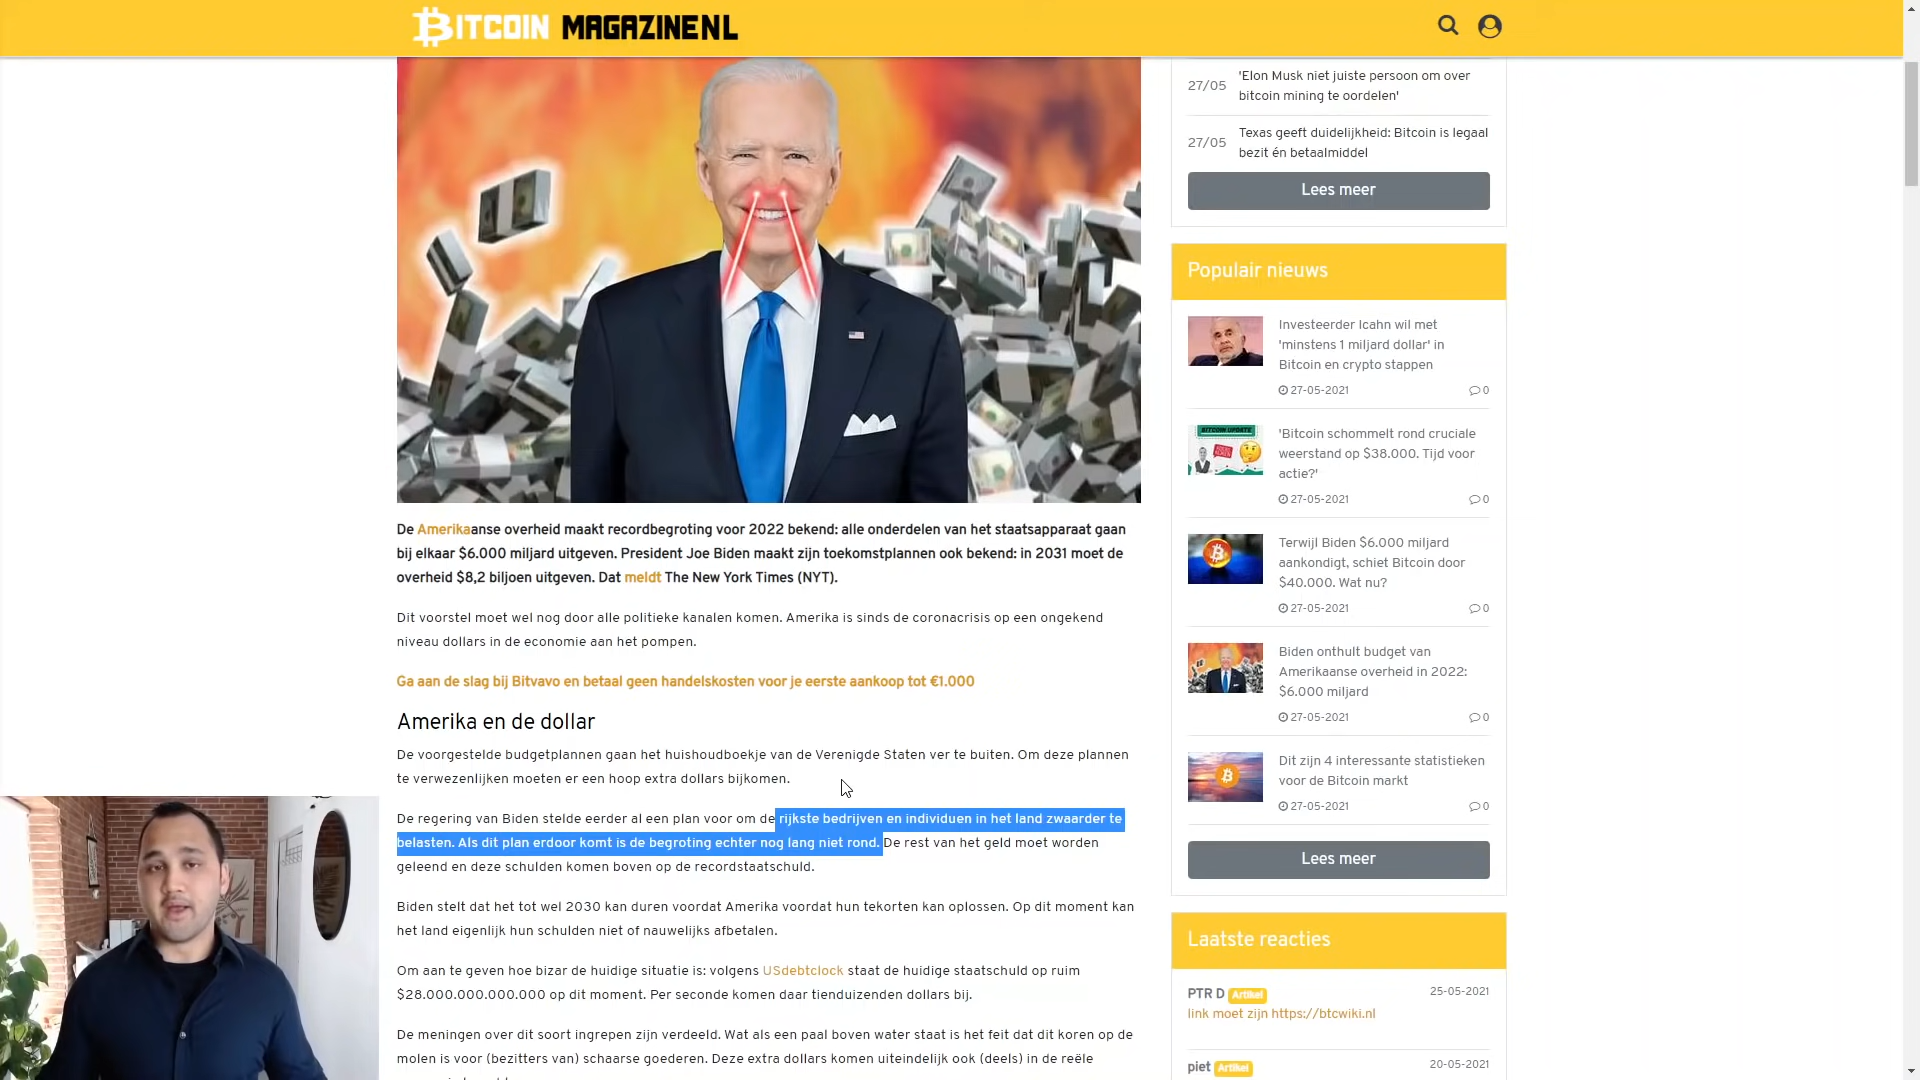 BITCOIN MAGAZINENL
De Amerikaanse overheid maakt recordbegroting voor 2022 bekend: alle onderdelen van het staatsapparaat gaan
bij elkaar $6.000 miljard uitgeven. President Joe Biden maakt zijn toekomstplannen ook bekend: in 2031 moet de
overheid $8,2 biljoen uitgeven. Dat meldt The New York Times (NYT).
Dit voorstel moet wel nog door alle politieke kanalen komen. Amerika is sinds de coronacrisis op een ongekend
niveau dollars in de economie aan het pompen.
Ga aan de slag bij Bitvavo en betaal geen handelskosten voor je eerste aankoop tot €1.000
Amerika en de dollar
De voorgestelde budgetplannen gaan het huishoudboekje van de Verenigde Staten ver te buiten. Om deze plannen
te verwezenlijken moeten er een hoop extra dollars bijkomen.
De regering van Biden stelde eerder al een plan voor om de rijkste bedrijven en individuen in het land zwaarder te
belasten. Als dit plan erdoor komt is de begroting echter nog lang niet rond. De rest van het geld moet worden
geleend en deze schulden komen boven op de recordstaatschuld.
Biden stelt dat het tot wel 2030 kan duren voordat Amerika voordat hun tekorten kan oplossen. Op dit moment kan
het land eigenlijk hun schulden niet of nauwelijks afbetalen.
Om aan te geven hoe bizar de huidige situatie is: volgens USdebtclock staat de huidige staatschuld op ruim
$28.000.000.000.000 op dit moment. Per seconde komen daar tienduizenden dollars bij.
De meningen over dit soort ingrepen zijn verdeeld. Wat als een paal boven water staat is het feit dat dit koren op de
molen is voor (bezitters van) schaarse goederen. Deze extra dollars komen uiteindelijk ook (deels) in de reële
27/05 'Elon Musk niet juiste persoon om over
bitcoin mining te oordelen'
27/05 Texas geeft duidelijkheid: Bitcoin is legaal
bezit én betaalmiddel
Lees meer
Populair nieuws
Investeerder Icahn wil met
'minstens 1 miljard dollar' in
Bitcoin en crypto stappen
27-05-2021 0
BITCOIN UPDATE
'Bitcoin schommelt rond cruciale
weerstand op $38.000. Tijd voor
actie?'
27-05-2021 0
Terwijl Biden $6.000 miljard
aankondigt, schiet Bitcoin door
$40.000. Wat nu?
27-05-2021 0
Biden onthult budget van
Amerikaanse overheid in 2022:
$6.000 miljard
27-05-2021 0
Dit zijn 4 interessante statistieken
voor de Bitcoin markt
27-05-2021 0
Lees meer
Laatste reacties
PTR D Artikel 25-05-2021
link moet zijn https://btcwiki.nl
piet Artikel 20-05-2021